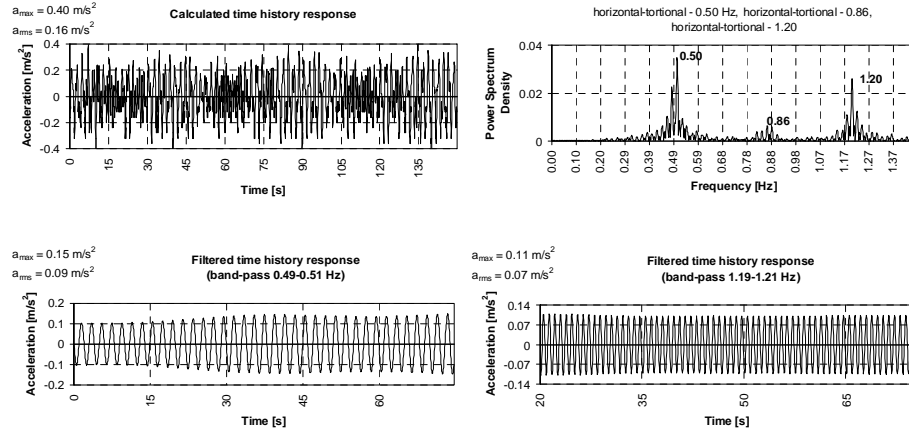 a_max = 0.40 m/s²
a_rms = 0.16 m/s²
Calculated time history response
Acceleration [m/s²]
0.4
0.2
0
-0.2
-0.4
0 15 30 45 60 75 90 105 120 135
Time [s]
horizontal-tortional - 0.50 Hz, horizontal-tortional - 0.86,
horizontal-tortional - 1.20
Power Spectrum
Density
0.04
0.02
0
0.50
0.86
1.20
0.00 0.10 0.20 0.29 0.39 0.49 0.59 0.68 0.78 0.88 0.98 1.07 1.17 1.27 1.37
Frequency [Hz]
a_max = 0.15 m/s²
a_rms = 0.09 m/s²
Filtered time history response
(band-pass 0.49-0.51 Hz)
Acceleration [m/s²]
0.2
0.1
0
-0.1
-0.2
0 15 30 45 60
Time [s]
a_max = 0.11 m/s²
a_rms = 0.07 m/s²
Filtered time history response
(band-pass 1.19-1.21 Hz)
Acceleration [m/s²]
0.14
0.07
0.00
-0.07
-0.14
20 35 50 65
Time [s]